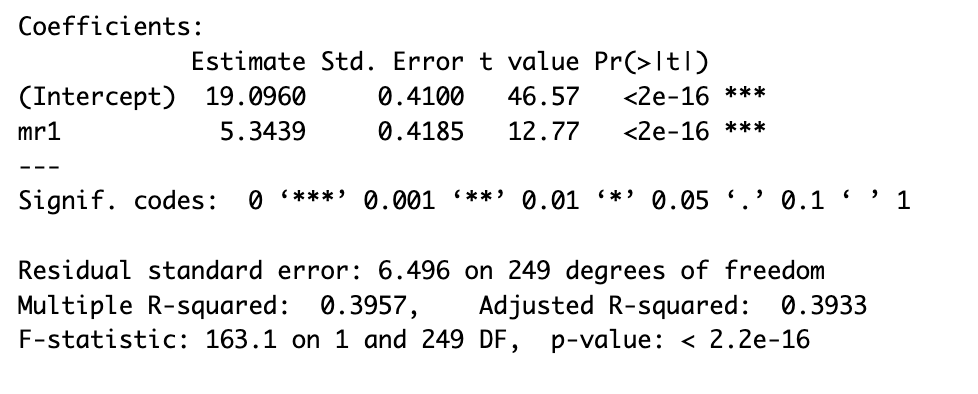 Coefficients:
            Estimate Std. Error t value Pr(>|t|)
(Intercept)  19.0960     0.4100   46.57   <2e-16 ***
mr1           5.3439     0.4185   12.77   <2e-16 ***
---
Signif. codes:  0 ‘***’ 0.001 ‘**’ 0.01 ‘*’ 0.05 ‘.’ 0.1 ‘ ’ 1

Residual standard error: 6.496 on 249 degrees of freedom
Multiple R-squared:  0.3957,    Adjusted R-squared:  0.3933
F-statistic: 163.1 on 1 and 249 DF,  p-value: < 2.2e-16